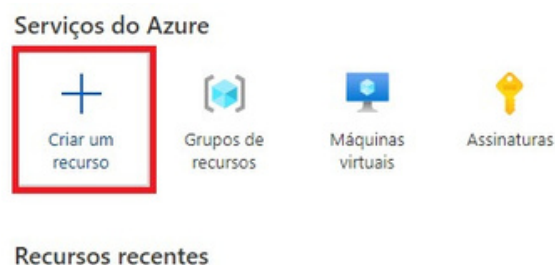 Serviços do Azure
Criar um
recurso
Grupos de
recursos
Máquinas
virtuais
Assinaturas
Recursos recentes